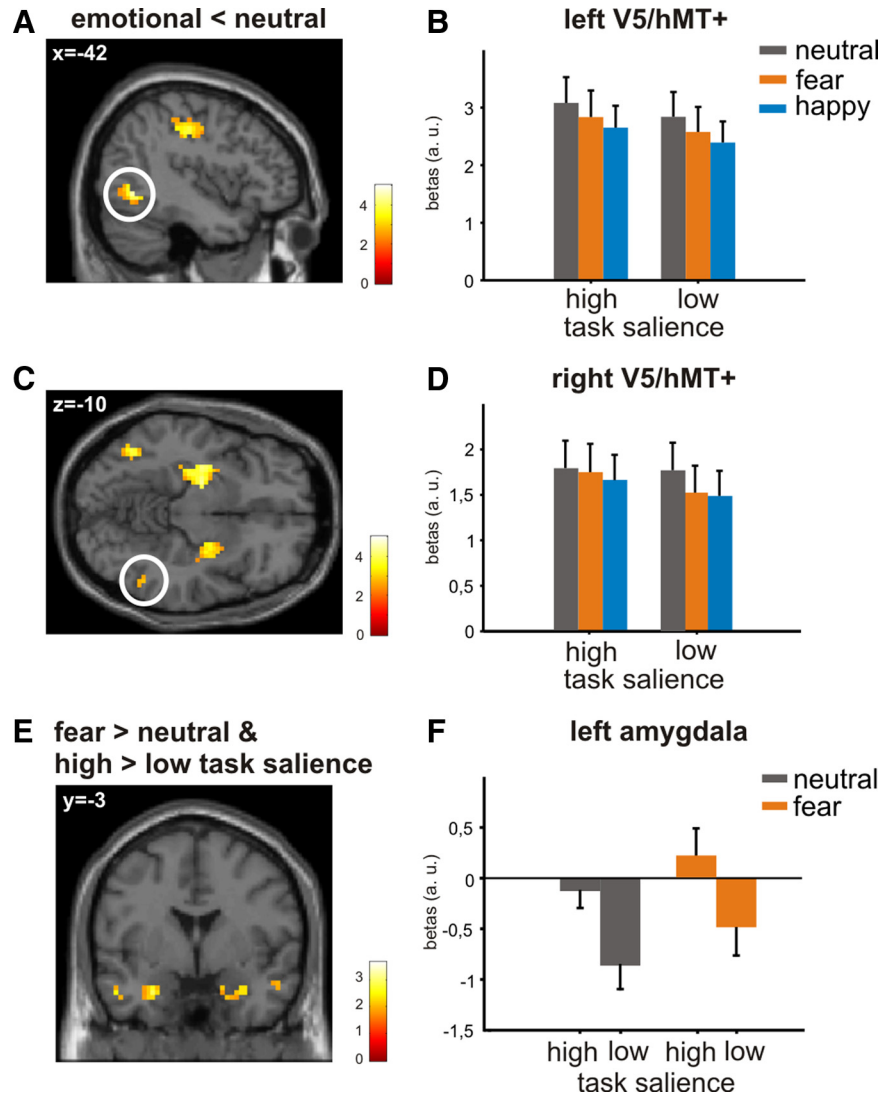 A emotional < neutral
x=-42
4
2
0
B left V5/hMT+
neutral
fear
happy
betas (a. u.)
3
2
1
0
high low
task salience
C
z=-10
4
2
0
D right V5/hMT+
betas (a. u.)
2
1,5
1
0,5
0
high low
task salience
E fear > neutral &
high > low task salience
y=-3
3
2
1
0
F left amygdala
neutral
fear
betas (a. u.)
0,5
0
-0,5
-1
-1,5
high low high low
task salience